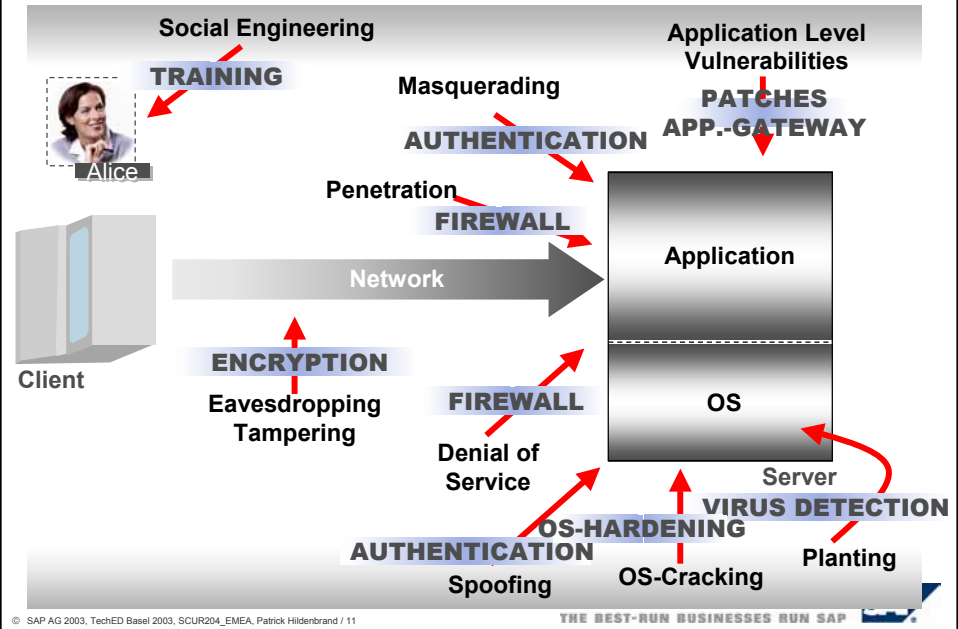 Social Engineering
TRAINING
Alice
Masquerading
AUTHENTICATION
Application Level
Vulnerabilities
PATCHES
APP.-GATEWAY
Penetration
FIREWALL
Network
Application
Client
ENCRYPTION
Eavesdropping
Tampering
FIREWALL
Denial of
Service
OS
Server
VIRUS DETECTION
Planting
OS-HARDENING
OS-Cracking
AUTHENTICATION
Spoofing
© SAP AG 2003, TechED Basel 2003, SCUR204_EMEA, Patrick Hildenbrand / 11
THE BEST-RUN BUSINESSES RUN SAP